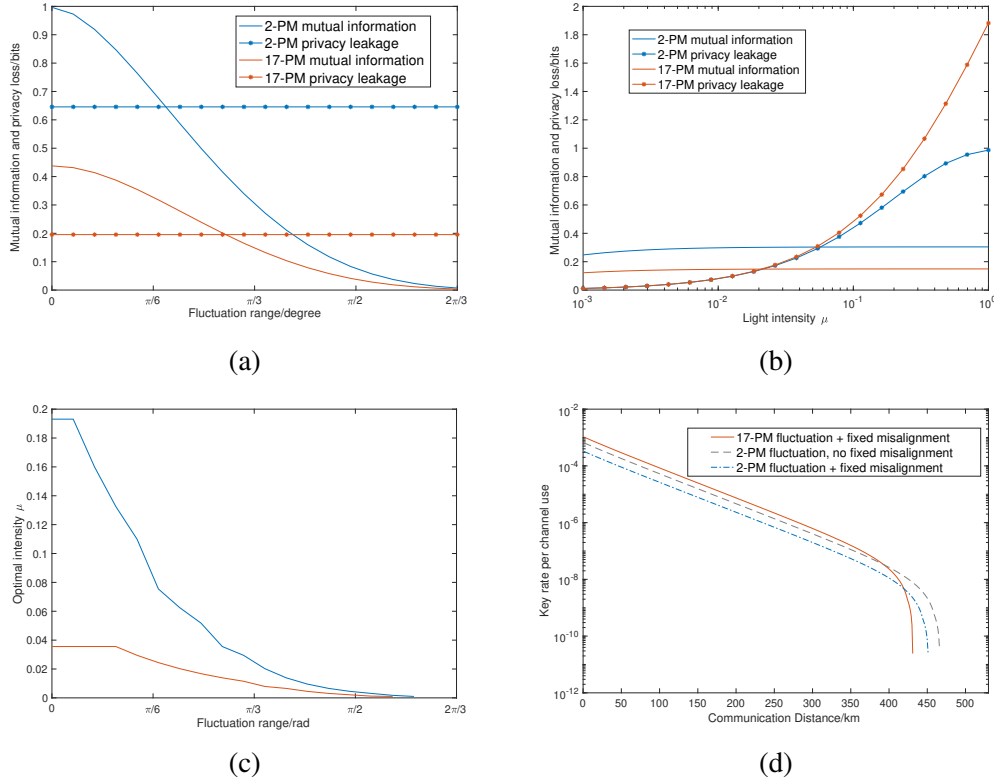 2-PM mutual information
2-PM privacy leakage
17-PM mutual information
17-PM privacy leakage
Mutual information and privacy loss/bits
1
0.9
0.8
0.7
0.6
0.5
0.4
0.3
0.2
0.1
0
0 π/6 π/3 π/2 2π/3
Fluctuation range/degree
(a)
2-PM mutual information
2-PM privacy leakage
17-PM mutual information
17-PM privacy leakage
Mutual information and privacy loss/bits
2
1.8
1.6
1.4
1.2
1
0.8
0.6
0.4
0.2
0
10-3 10-2 10-1 100
Light intensity μ
(b)
Optimal intensity μ
0.2
0.18
0.16
0.14
0.12
0.1
0.08
0.06
0.04
0.02
0
0 π/6 π/3 π/2 2π/3
Fluctuation range/rad
(c)
17-PM fluctuation + fixed misalignment
2-PM fluctuation, no fixed misalignment
2-PM fluctuation + fixed misalignment
Key rate per channel use
10-2
10-4
10-6
10-8
10-10
10-12
0 50 100 150 200 250 300 350 400 450 500
Communication Distance/km
(d)